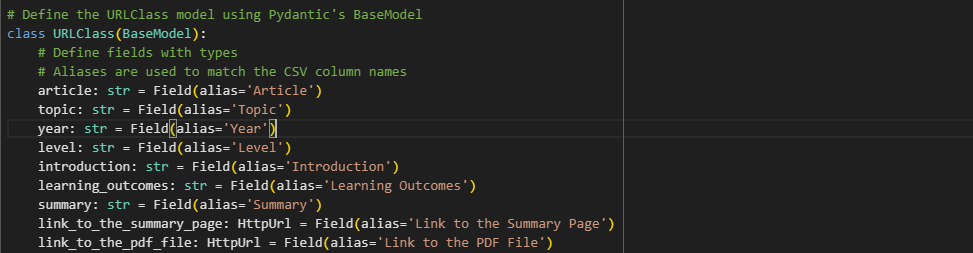 # Define the URLClass model using Pydantic's BaseModel
class URLClass(BaseModel):
    # Define fields with types
    # Aliases are used to match the CSV column names
    article: str = Field(alias='Article')
    topic: str = Field(alias='Topic')
    year: str = Field(alias='Year')
    level: str = Field(alias='Level')
    introduction: str = Field(alias='Introduction')
    learning_outcomes: str = Field(alias='Learning Outcomes')
    summary: str = Field(alias='Summary')
    link_to_the_summary_page: HttpUrl = Field(alias='Link to the Summary Page')
    link_to_the_pdf_file: HttpUrl = Field(alias='Link to the PDF File')